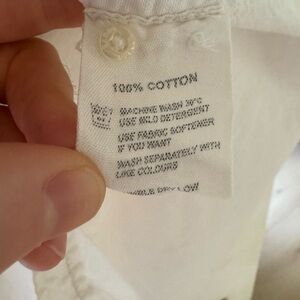 100% COTTON
MACHINE WASH 30°C
USE MILD DETERGENT
USE FABRIC SOFTENER
IF YOU WANT
WASH SEPARATELY WITH
LIKE COLOURS
DRY LOW